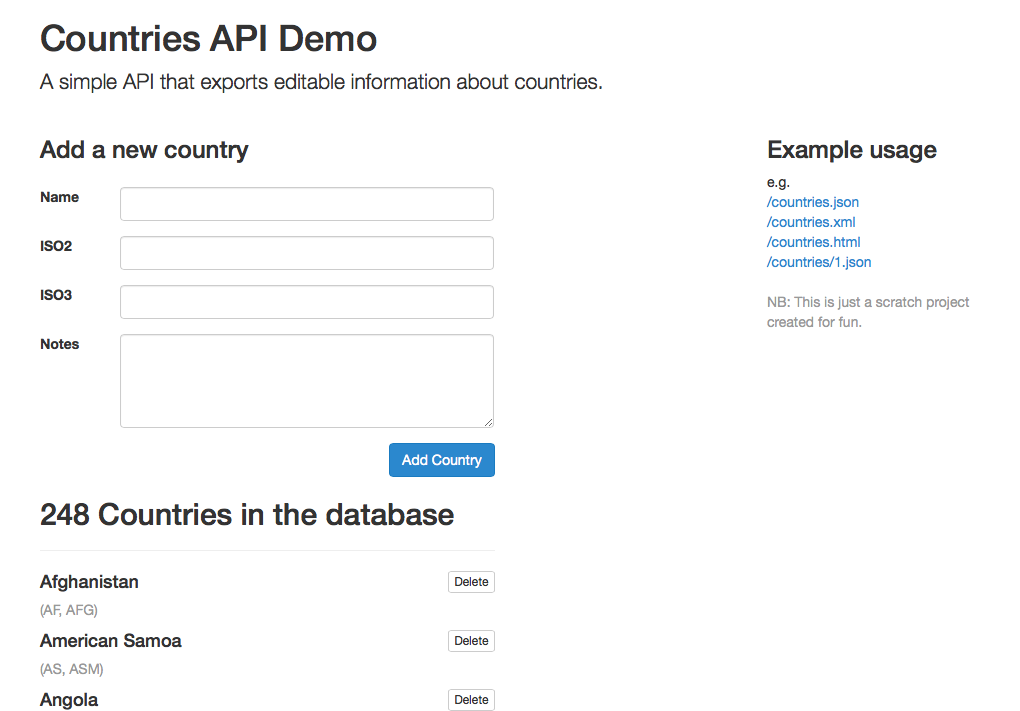 Countries API Demo
A simple API that exports editable information about countries.
Add a new country
Name
ISO2
ISO3
Notes
Add Country
248 Countries in the database
Afghanistan
Delete
(AF, AFG)
American Samoa
Delete
(AS, ASM)
Angola
Delete
Example usage
e.g.
/countries.json
/countries.xml
/countries.html
/countries/1.json
NB: This is just a scratch project
created for fun.